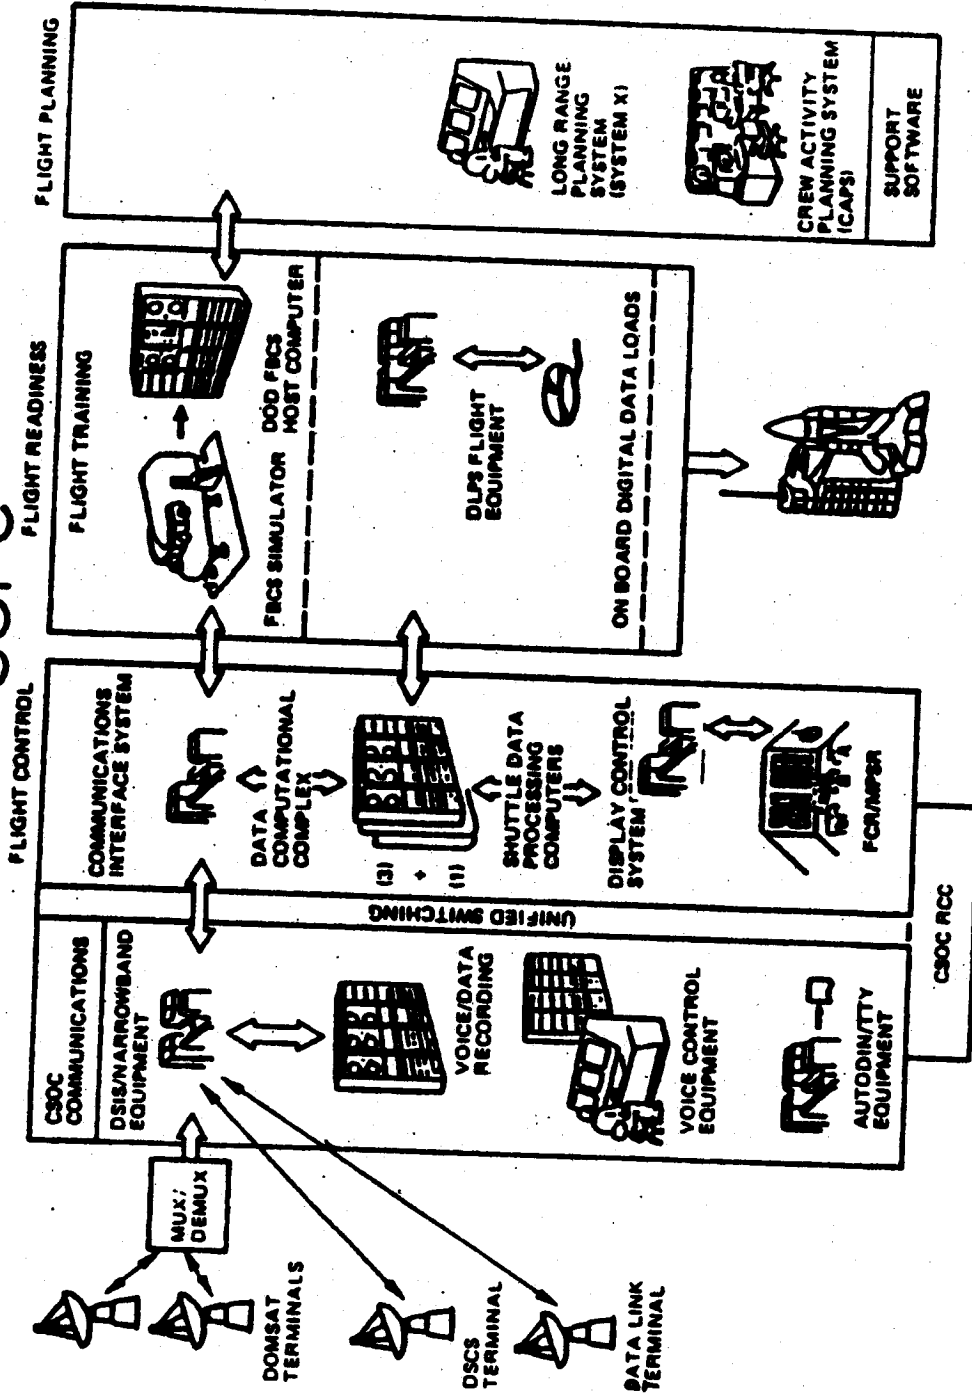 FLIGHT CONTROL
FLIGHT READINESS
FLIGHT PLANNING
CSOC
COMMUNICATIONS
DSIS/NARROWBAND
EQUIPMENT
MUX/
DEMUX
DOMSAT
TERMINALS
DSCS
TERMINAL
DATA LINK
TERMINAL
VOICE/DATA
RECORDING
VOICE CONTROL
EQUIPMENT
AUTODIN/TTY
EQUIPMENT
UNIFIED SWITCHING
COMMUNICATIONS
INTERFACE SYSTEM
DATA
COMPUTATIONAL
COMPLEX
(3)
+
(1)
SHUTTLE DATA
PROCESSING
COMPUTERS
DISPLAY CONTROL
SYSTEM
FCR/MPSR
CSOC RCC
FLIGHT TRAINING
FBCS SIMULATOR
DOD FBCS
HOST COMPUTER
DLPS FLIGHT
EQUIPMENT
ON BOARD DIGITAL DATA LOADS
LONG RANGE
PLANNING
SYSTEM
(SYSTEM X)
CREW ACTIVITY
PLANNING SYSTEM
(CAPS)
SUPPORT
SOFTWARE